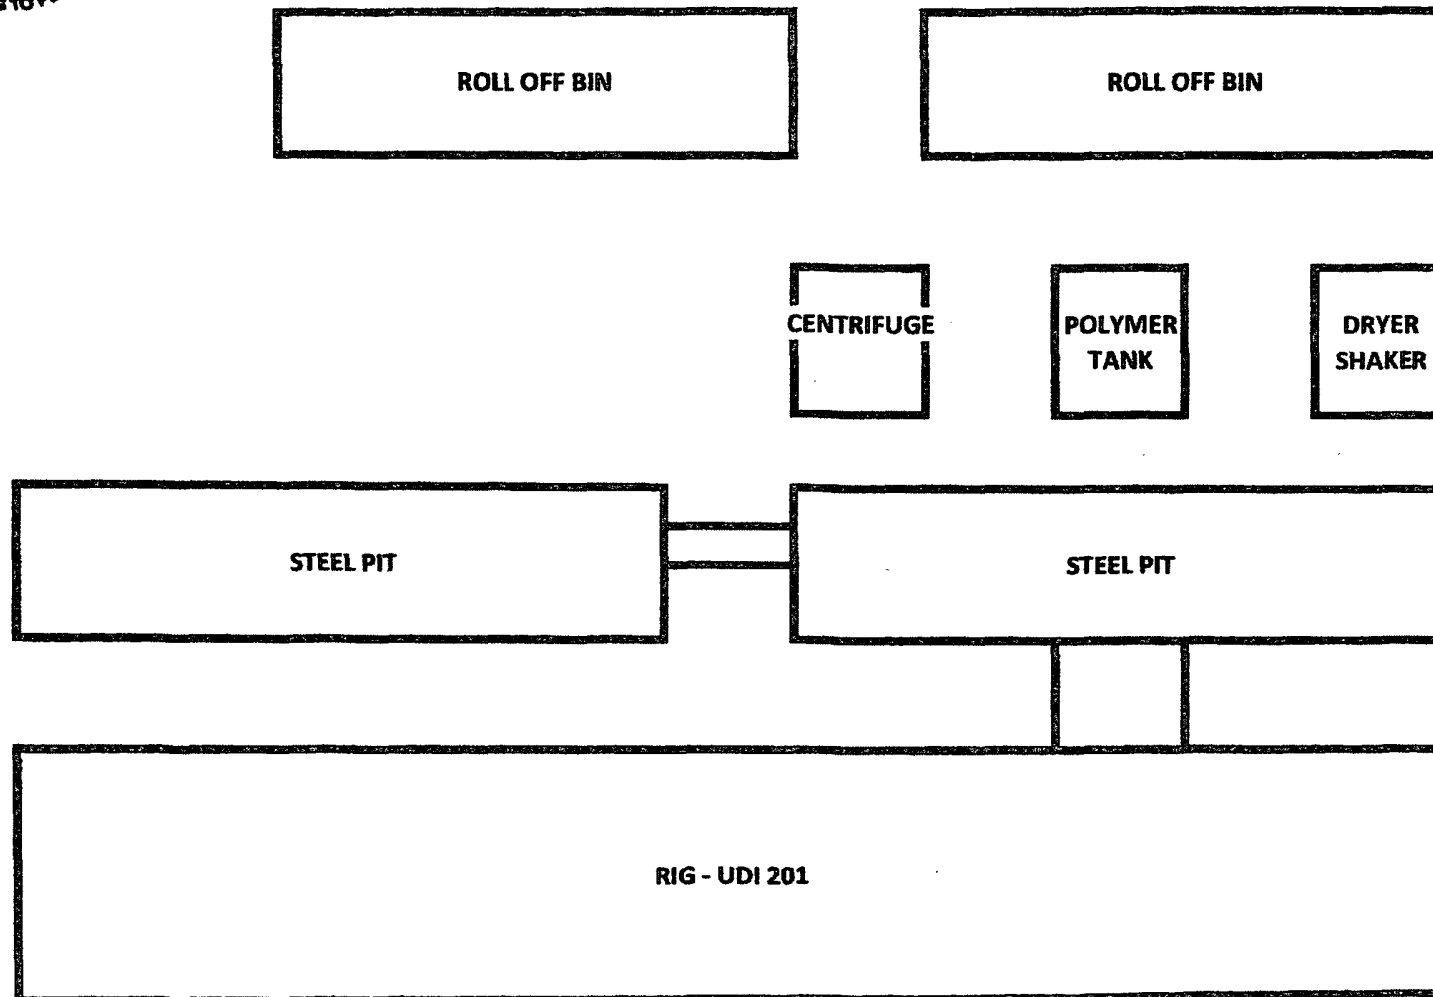 ROLL OFF BIN
ROLL OFF BIN
CENTRIFUGE
POLYMER
TANK
DRYER
SHAKER
STEEL PIT
STEEL PIT
RIG - UDI 201